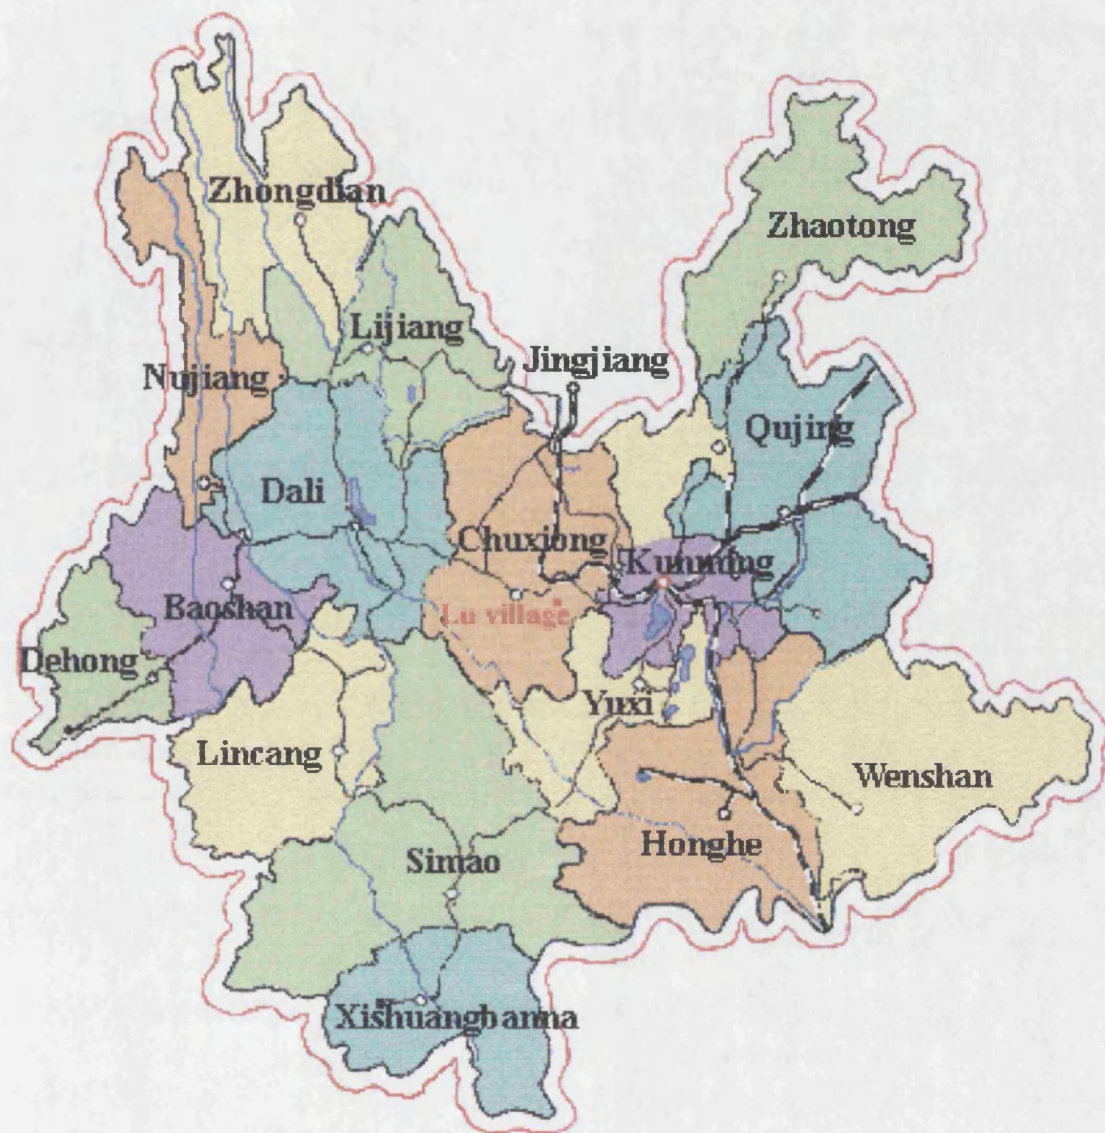 Zhongdian
Zhaotong
Lijiang
Jingjiang
Nujiang
Qujing
Dali
Chuxiong
Kunming
Baoshan
Lu village
Dehong
Yuxi
Lincang
Wenshan
Honghe
Simao
Xishuangbanna